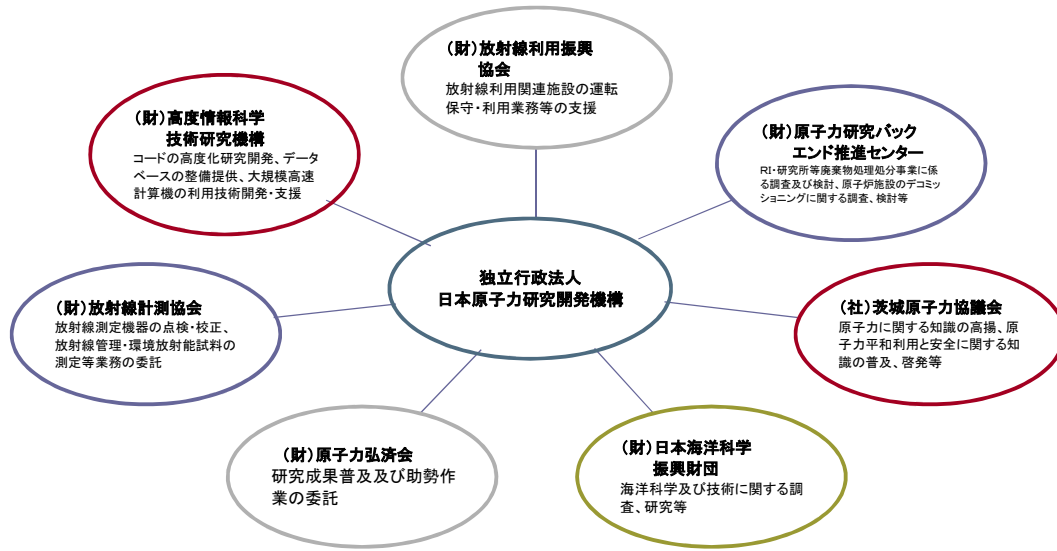 (財)放射線利用振興
協会
放射線利用関連施設の運転
保守・利用業務等の支援
(財)高度情報科学
技術研究機構
コードの高度化研究開発、データ
ベースの整備提供、大規模高速
計算機の利用技術開発・支援
(財)原子力研究バック
エンド推進センター
RI・研究所等廃棄物処理処分事業に係
る調査及び検討、原子炉施設のデコミッ
ショニングに関する調査、検討等
独立行政法人
日本原子力研究開発機構
(財)放射線計測協会
放射線測定機器の点検・校正、
放射線管理・環境放射能試料の
測定等業務の委託
(社)茨城原子力協議会
原子力に関する知識の高揚、原
子力平和利用と安全に関する知
識の普及、啓発等
(財)原子力弘済会
研究成果普及及び助勢作
業の委託
(財)日本海洋科学
振興財団
海洋科学及び技術に関する調
査、研究等